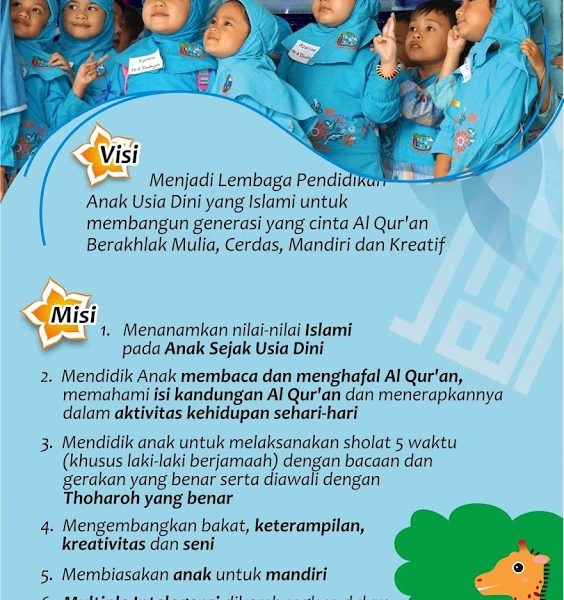 Visi
Menjadi Lembaga Pendidikan
Anak Usia Dini yang Islami untuk
membangun generasi yang cinta Al Qur'an
Berakhlak Mulia, Cerdas, Mandiri dan Kreatif
Misi
1. Menanamkan nilai-nilai Islami
pada Anak Sejak Usia Dini
2. Mendidik Anak membaca dan menghafal Al Qur'an,
memahami isi kandungan Al Qur'an dan menerapkannya
dalam aktivitas kehidupan sehari-hari
3. Mendidik anak untuk melaksanakan sholat 5 waktu
(khusus laki-laki berjamaah) dengan bacaan dan
gerakan yang benar serta diawali dengan
Thoharoh yang benar
4. Mengembangkan bakat, keterampilan,
kreativitas dan seni
5. Membiasakan anak untuk mandiri